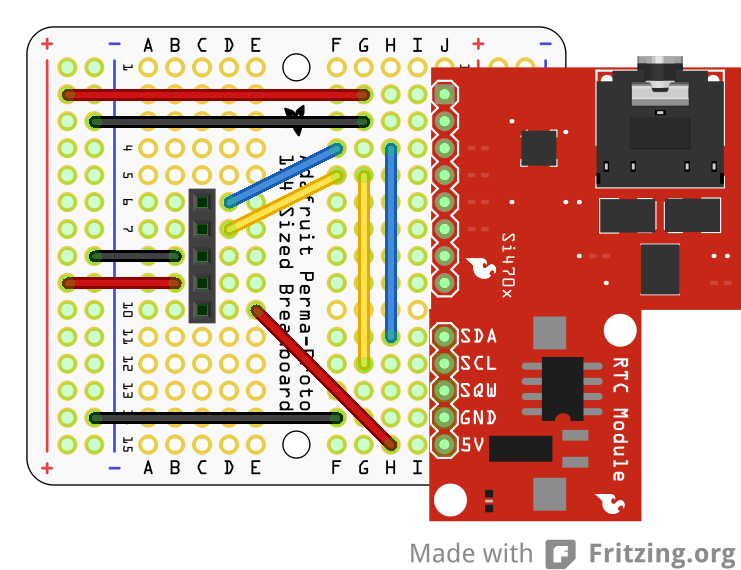 + - A B C D E F G H I J + -
1
4
5
6
7
10
11
12
13
15
Adafruit Perma-Proto
1/4 Sized Breadboard
Si470x
SDA
SCL
SQW
GND
5V
RTC Module
+ - A B C D E F G H I
Made with Fritzing.org